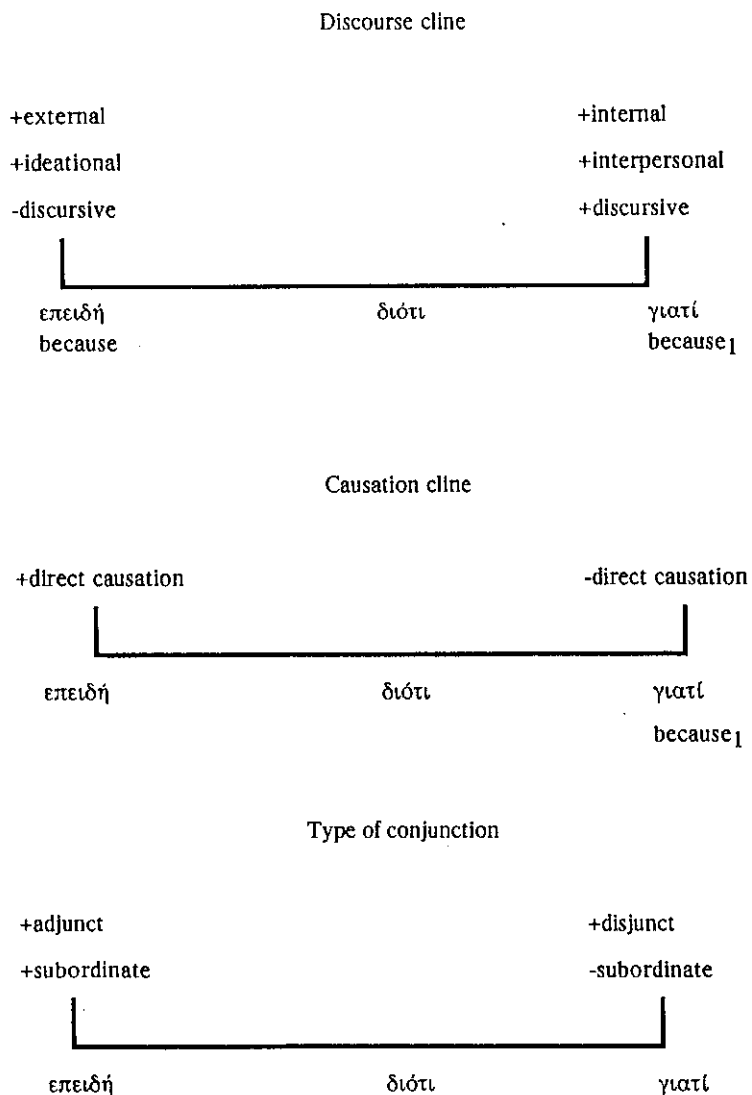 Discourse cline
+external +internal
+ideational +interpersonal
-discursive +discursive
επειδή διότι γιατί
because because1
Causation cline
+direct causation -direct causation
επειδή διότι γιατί
because1
Type of conjunction
+adjunct +disjunct
+subordinate -subordinate
επειδή διότι γιατί